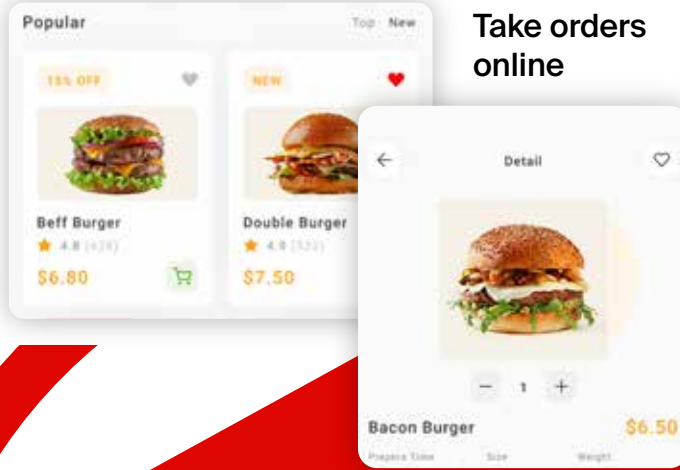 Popular
Top New
Take orders
online
15% OFF
NEW
Beff Burger
4.8
$6.80
Double Burger
4.9
$7.50
Detail
1
Bacon Burger
$6.50
Prepare Time Size Weight